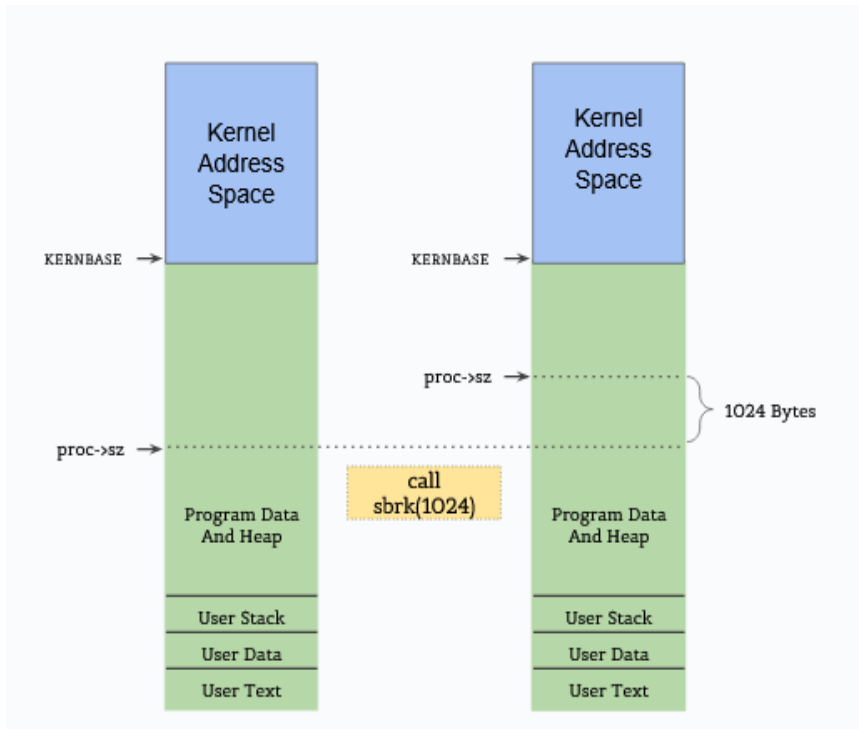 Kernel
Address
Space
KERNBASE
proc->sz
Program Data
And Heap
User Stack
User Data
User Text
call
sbrk(1024)
Kernel
Address
Space
KERNBASE
proc->sz
1024 Bytes
Program Data
And Heap
User Stack
User Data
User Text